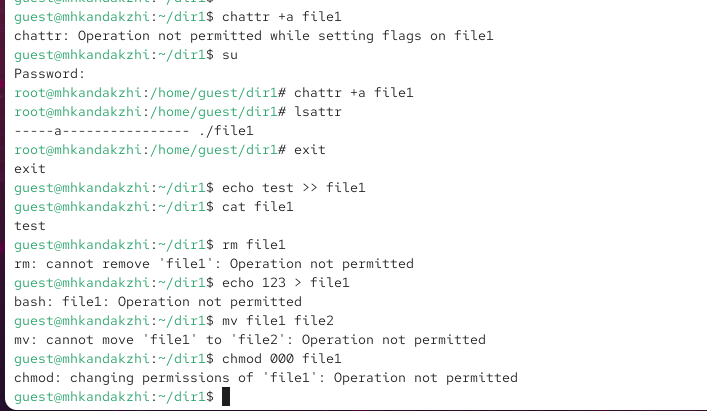 guest@mhkandakzhi:~/dir1$ chattr +a file1
chattr: Operation not permitted while setting flags on file1
guest@mhkandakzhi:~/dir1$ su
Password:
root@mhkandakzhi:/home/guest/dir1# chattr +a file1
root@mhkandakzhi:/home/guest/dir1# lsattr
-----a---------------- ./file1
root@mhkandakzhi:/home/guest/dir1# exit
exit
guest@mhkandakzhi:~/dir1$ echo test >> file1
guest@mhkandakzhi:~/dir1$ cat file1
test
guest@mhkandakzhi:~/dir1$ rm file1
rm: cannot remove 'file1': Operation not permitted
guest@mhkandakzhi:~/dir1$ echo 123 > file1
bash: file1: Operation not permitted
guest@mhkandakzhi:~/dir1$ mv file1 file2
mv: cannot move 'file1' to 'file2': Operation not permitted
guest@mhkandakzhi:~/dir1$ chmod 000 file1
chmod: changing permissions of 'file1': Operation not permitted
guest@mhkandakzhi:~/dir1$